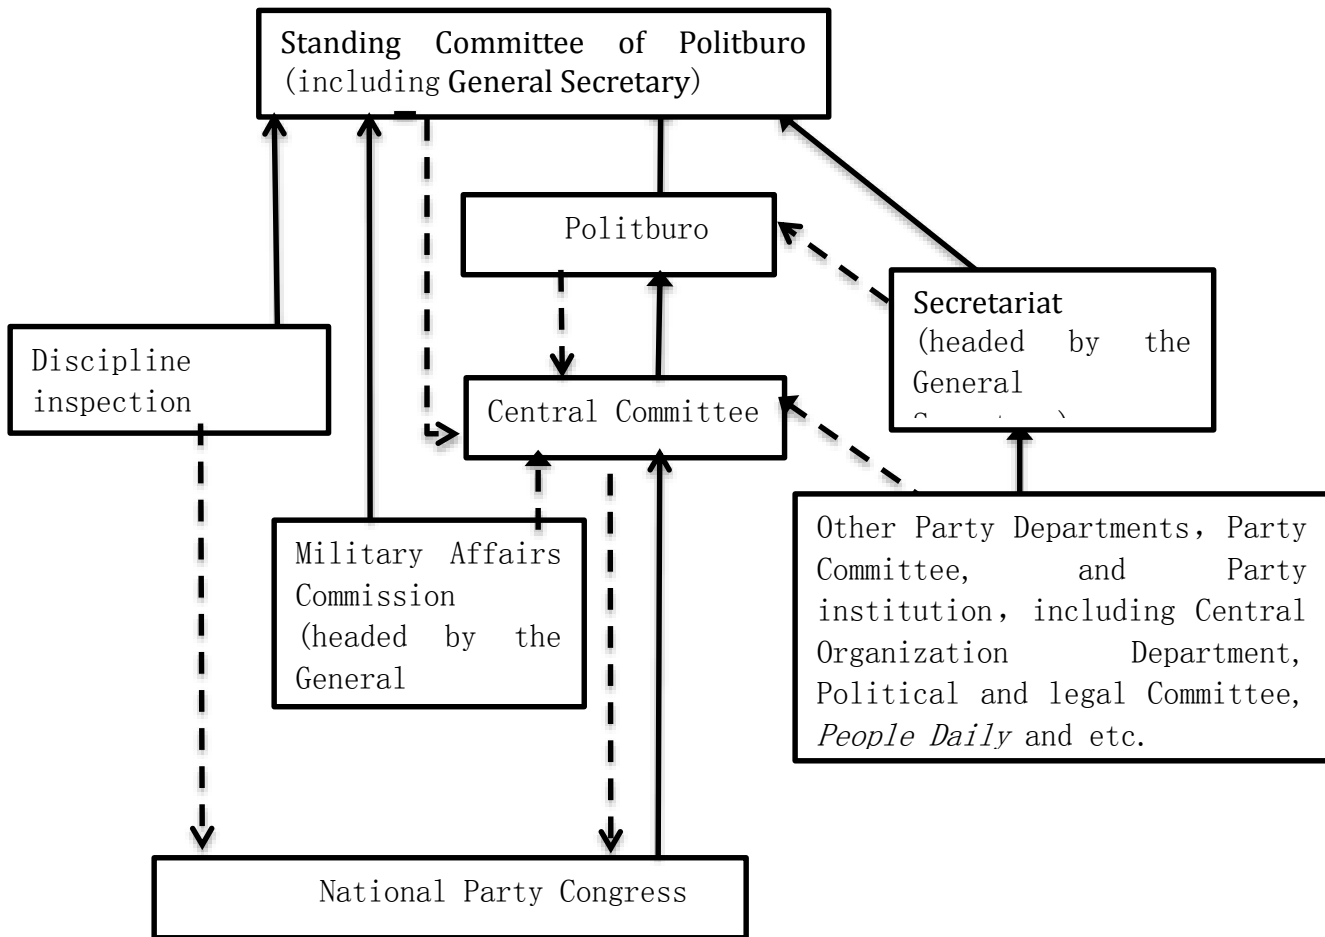 Standing Committee of Politburo
(including General Secretary)
Politburo
Secretariat
(headed by the
General
Discipline
inspection
Central Committee
Military Affairs
Commission
(headed by the
General
Other Party Departments, Party
Committee, and Party
institution, including Central
Organization Department,
Political and legal Committee,
People Daily and etc.
National Party Congress